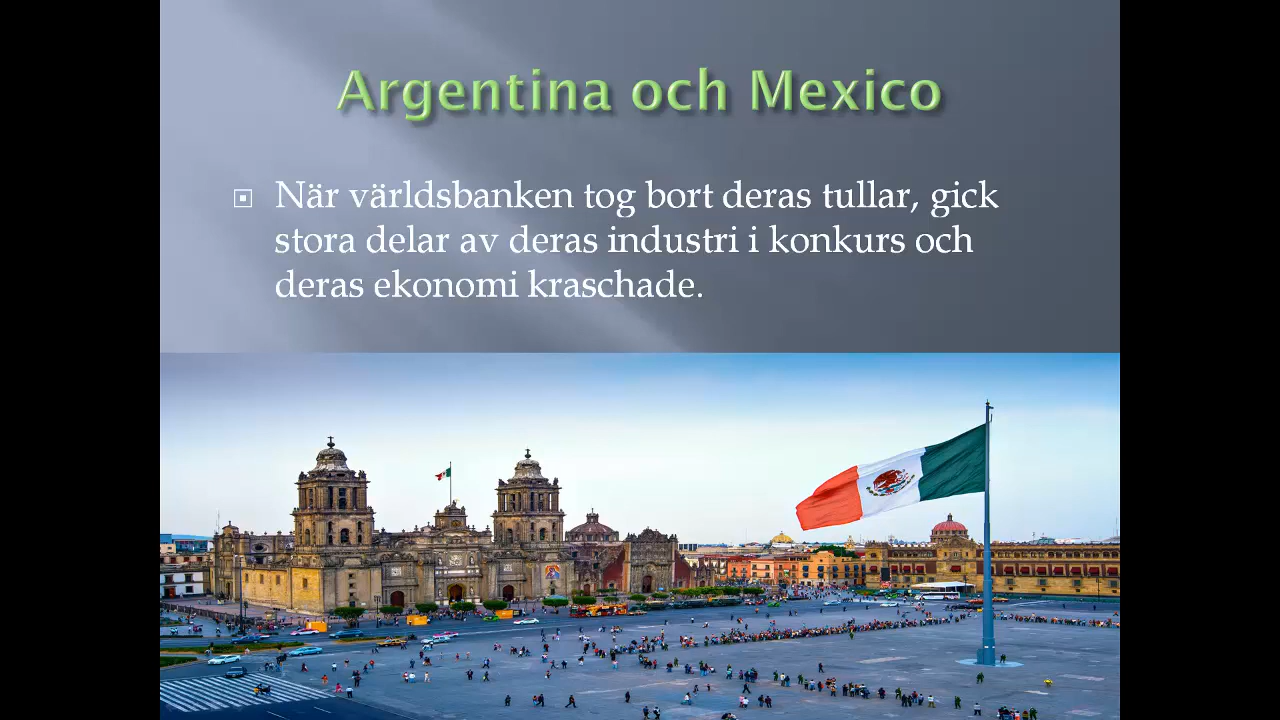 Argentina och Mexico
När världsbanken tog bort deras tullar, gick
stora delar av deras industri i konkurs och
deras ekonomi kraschade.